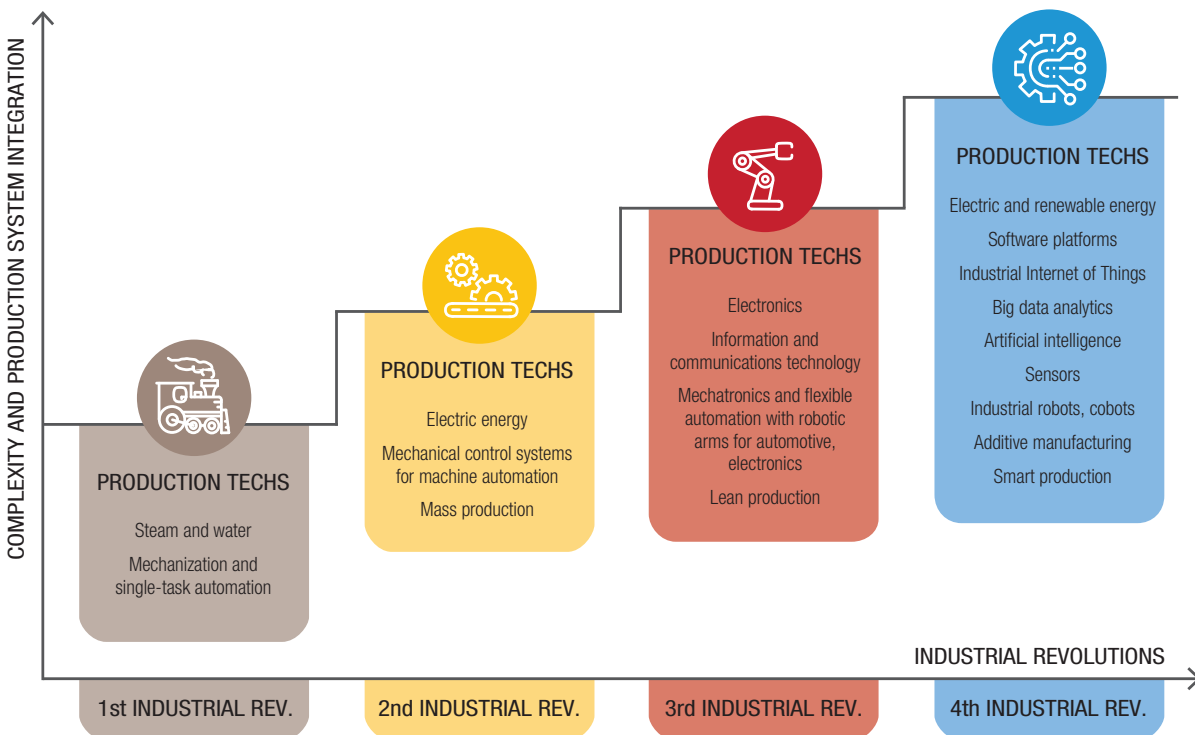 COMPLEXITY AND PRODUCTION SYSTEM INTEGRATION
PRODUCTION TECHS
Steam and water
Mechanization and
single-task automation
PRODUCTION TECHS
Electric energy
Mechanical control systems
for machine automation
Mass production
PRODUCTION TECHS
Electronics
Information and
communications technology
Mechatronics and flexible
automation with robotic
arms for automotive,
electronics
Lean production
PRODUCTION TECHS
Electric and renewable energy
Software platforms
Industrial Internet of Things
Big data analytics
Artificial intelligence
Sensors
Industrial robots, cobots
Additive manufacturing
Smart production
INDUSTRIAL REVOLUTIONS
1st INDUSTRIAL REV.
2nd INDUSTRIAL REV.
3rd INDUSTRIAL REV.
4th INDUSTRIAL REV.